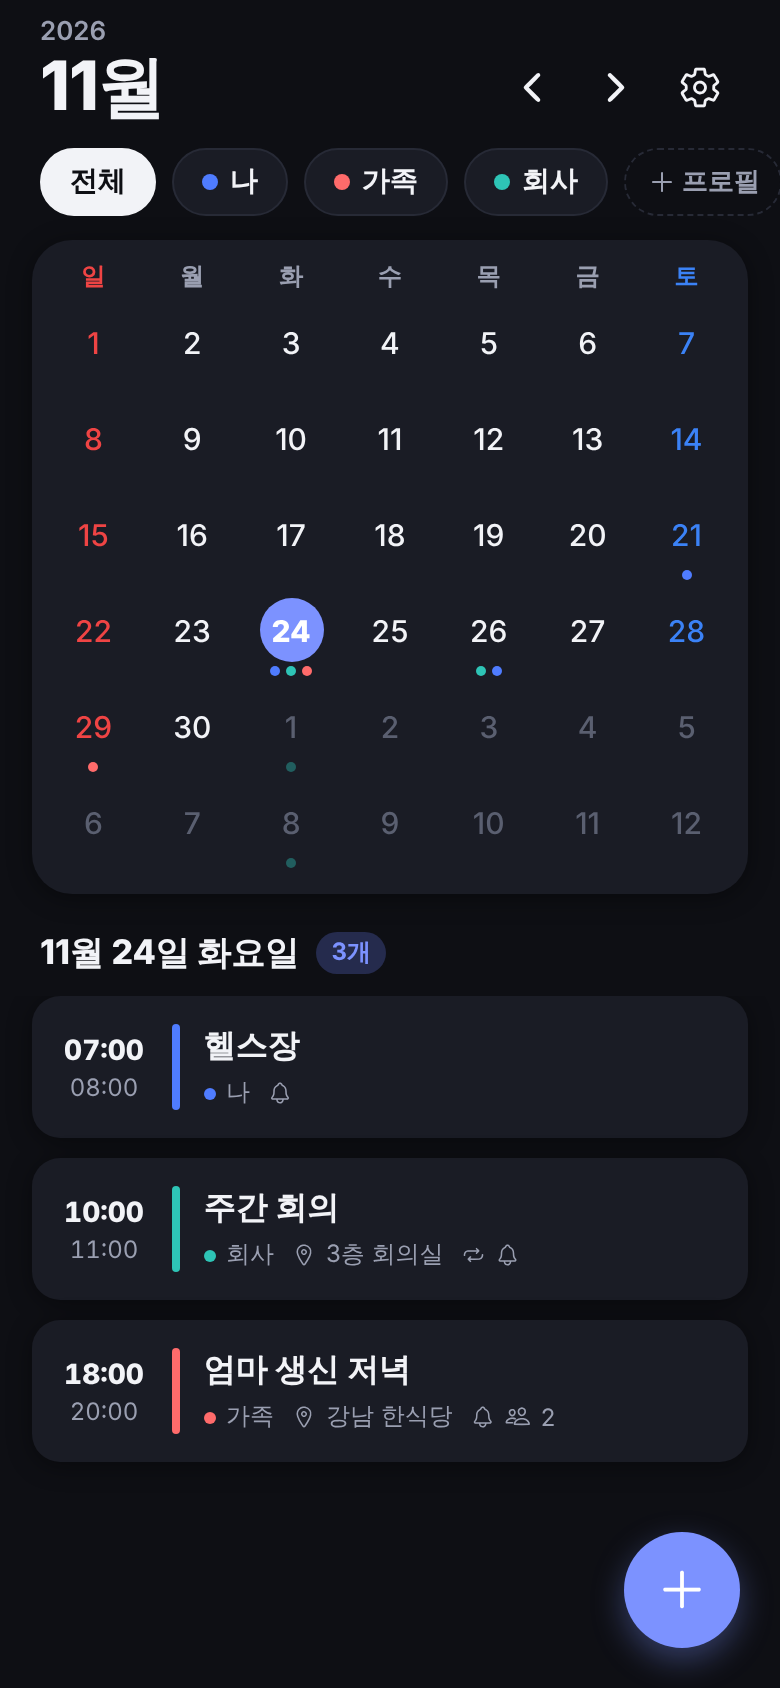 2026
11월
전체 나 가족 회사 + 프로필
일 월 화 수 목 금 토
1 2 3 4 5 6 7
8 9 10 11 12 13 14
15 16 17 18 19 20 21
22 23 24 25 26 27 28
29 30 1 2 3 4 5
6 7 8 9 10 11 12
11월 24일 화요일 3개
07:00 헬스장
08:00 나
10:00 주간 회의
11:00 회사 3층 회의실
18:00 엄마 생신 저녁
20:00 가족 강남 한식당 2